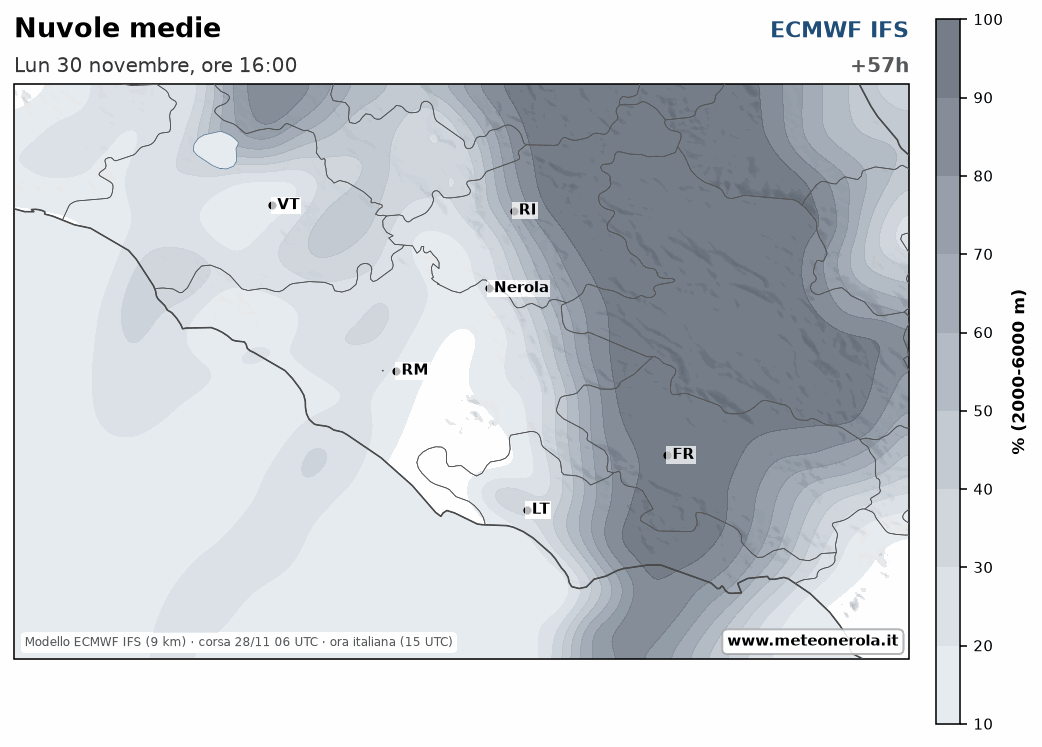 Nuvole medie
ECMWF IFS
Lun 30 novembre, ore 16:00
+57h
VT
RI
Nerola
RM
FR
LT
Modello ECMWF IFS (9 km) · corsa 28/11 06 UTC · ora italiana (15 UTC)
www.meteonerola.it
100
90
80
70
60
50
40
30
20
10
% (2000-6000 m)